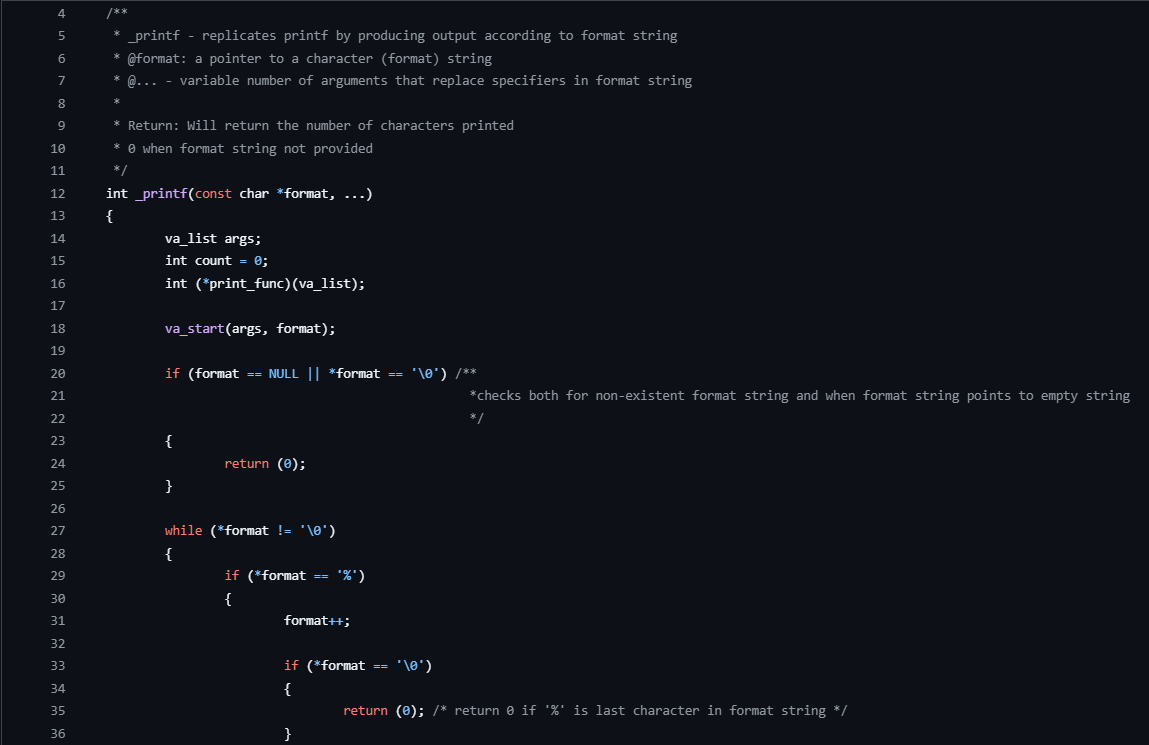 4 /**
5 * _printf - replicates printf by producing output according to format string
6 * @format: a pointer to a character (format) string
7 * @... - variable number of arguments that replace specifiers in format string
8 *
9 * Return: Will return the number of characters printed
10 * 0 when format string not provided
11 */
12 int _printf(const char *format, ...)
13 {
14 va_list args;
15 int count = 0;
16 int (*print_func)(va_list);
17
18 va_start(args, format);
19
20 if (format == NULL || *format == '\0') /**
21 *checks both for non-existent format string and when format string points to empty string
22 */
23 {
24 return (0);
25 }
26
27 while (*format != '\0')
28 {
29 if (*format == '%')
30 {
31 format++;
32
33 if (*format == '\0')
34 {
35 return (0); /* return 0 if '%' is last character in format string */
36 }